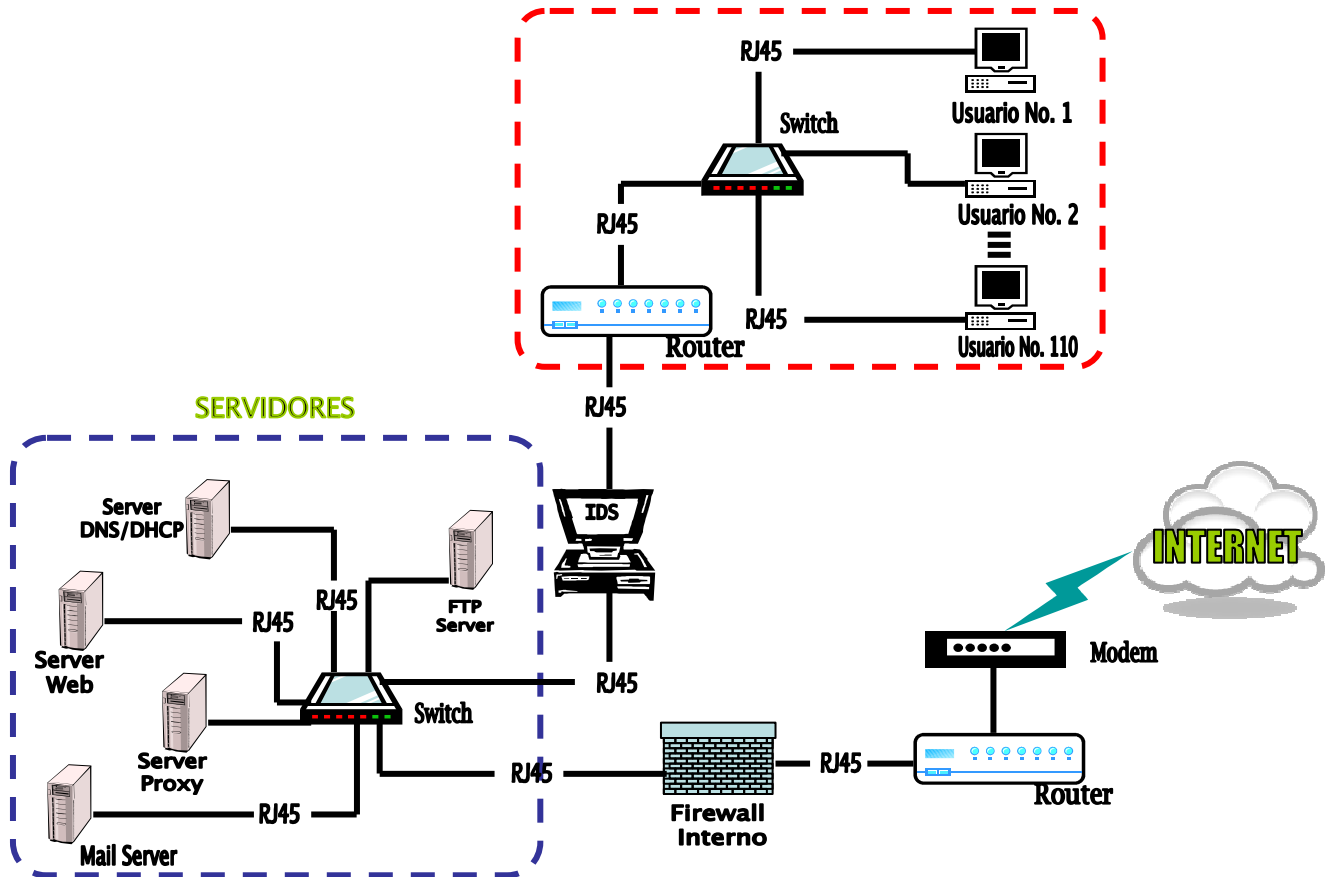 RJ45
Usuario No. 1
Switch
Usuario No. 2
RJ45
RJ45
Router
Usuario No. 110
RJ45
SERVIDORES
Server
DNS/DHCP
IDS
INTERNET
RJ45
FTP
Server
RJ45
Server
Web
Modem
RJ45
Switch
Server
Proxy
RJ45
RJ45
Router
Firewall
Interno
RJ45
Mail Server